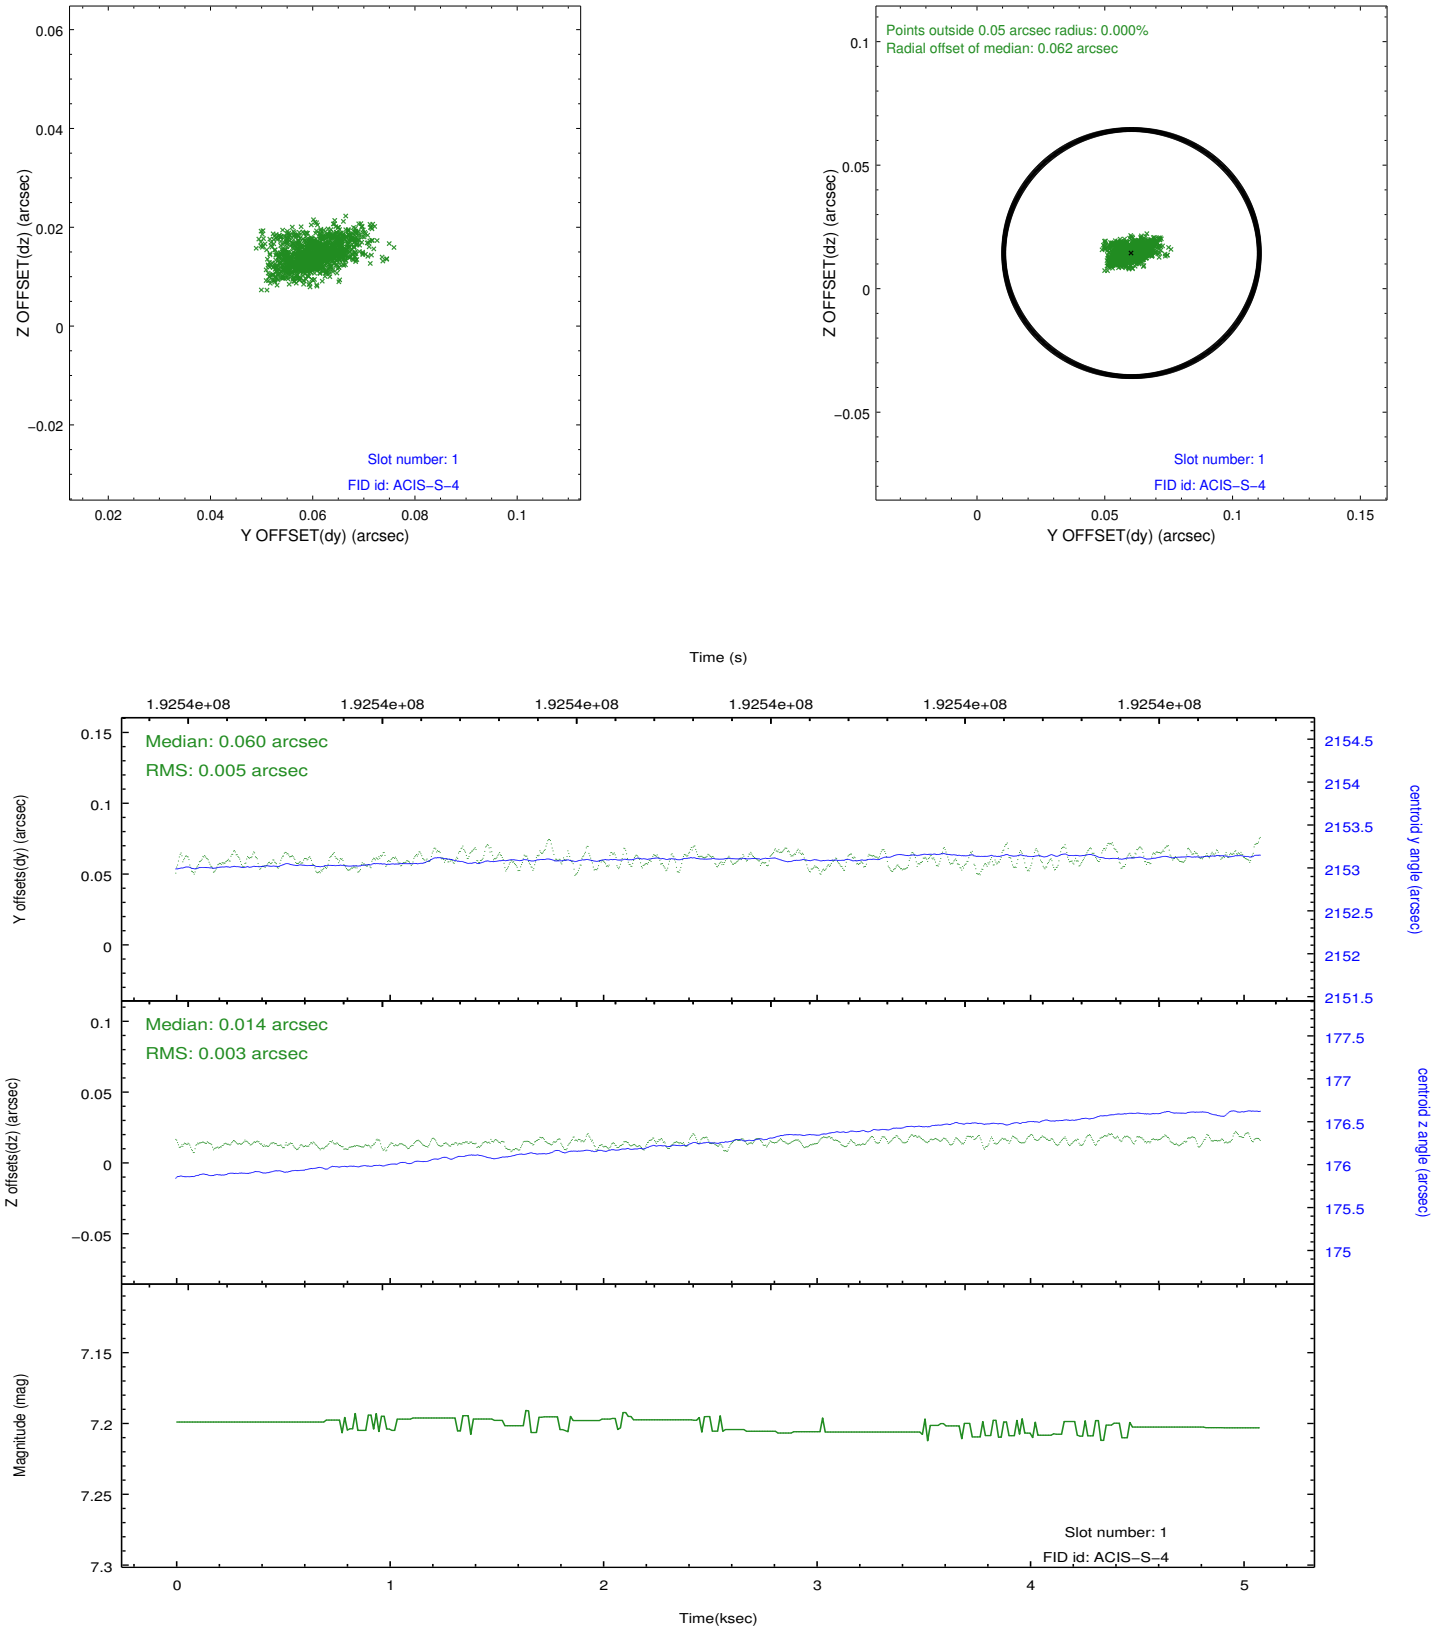 0.06
0.04
0.02
0
−0.02
Z OFFSET(dz) (arcsec)
Slot number: 1
FID id: ACIS−S−4
0.02 0.04 0.06 0.08 0.1
Y OFFSET(dy) (arcsec)
Points outside 0.05 arcsec radius: 0.000%
Radial offset of median: 0.062 arcsec
0.1
0.05
0
−0.05
Z OFFSET(dz) (arcsec)
Slot number: 1
FID id: ACIS−S−4
0 0.05 0.1 0.15
Y OFFSET(dy) (arcsec)
Time (s)
1.9254e+08 1.9254e+08 1.9254e+08 1.9254e+08 1.9254e+08 1.9254e+08
Median: 0.060 arcsec
RMS: 0.005 arcsec
0.15
0.1
0.05
0
Y offsets(dy) (arcsec)
2154.5
2154
2153.5
2153
2152.5
2152
2151.5
centroid y angle (arcsec)
Median: 0.014 arcsec
RMS: 0.003 arcsec
0.1
0.05
0
−0.05
Z offsets(dz) (arcsec)
177.5
177
176.5
176
175.5
175
centroid z angle (arcsec)
7.15
7.2
7.25
7.3
Magnitude (mag)
Slot number: 1
FID id: ACIS−S−4
0 1 2 3 4 5
Time(ksec)